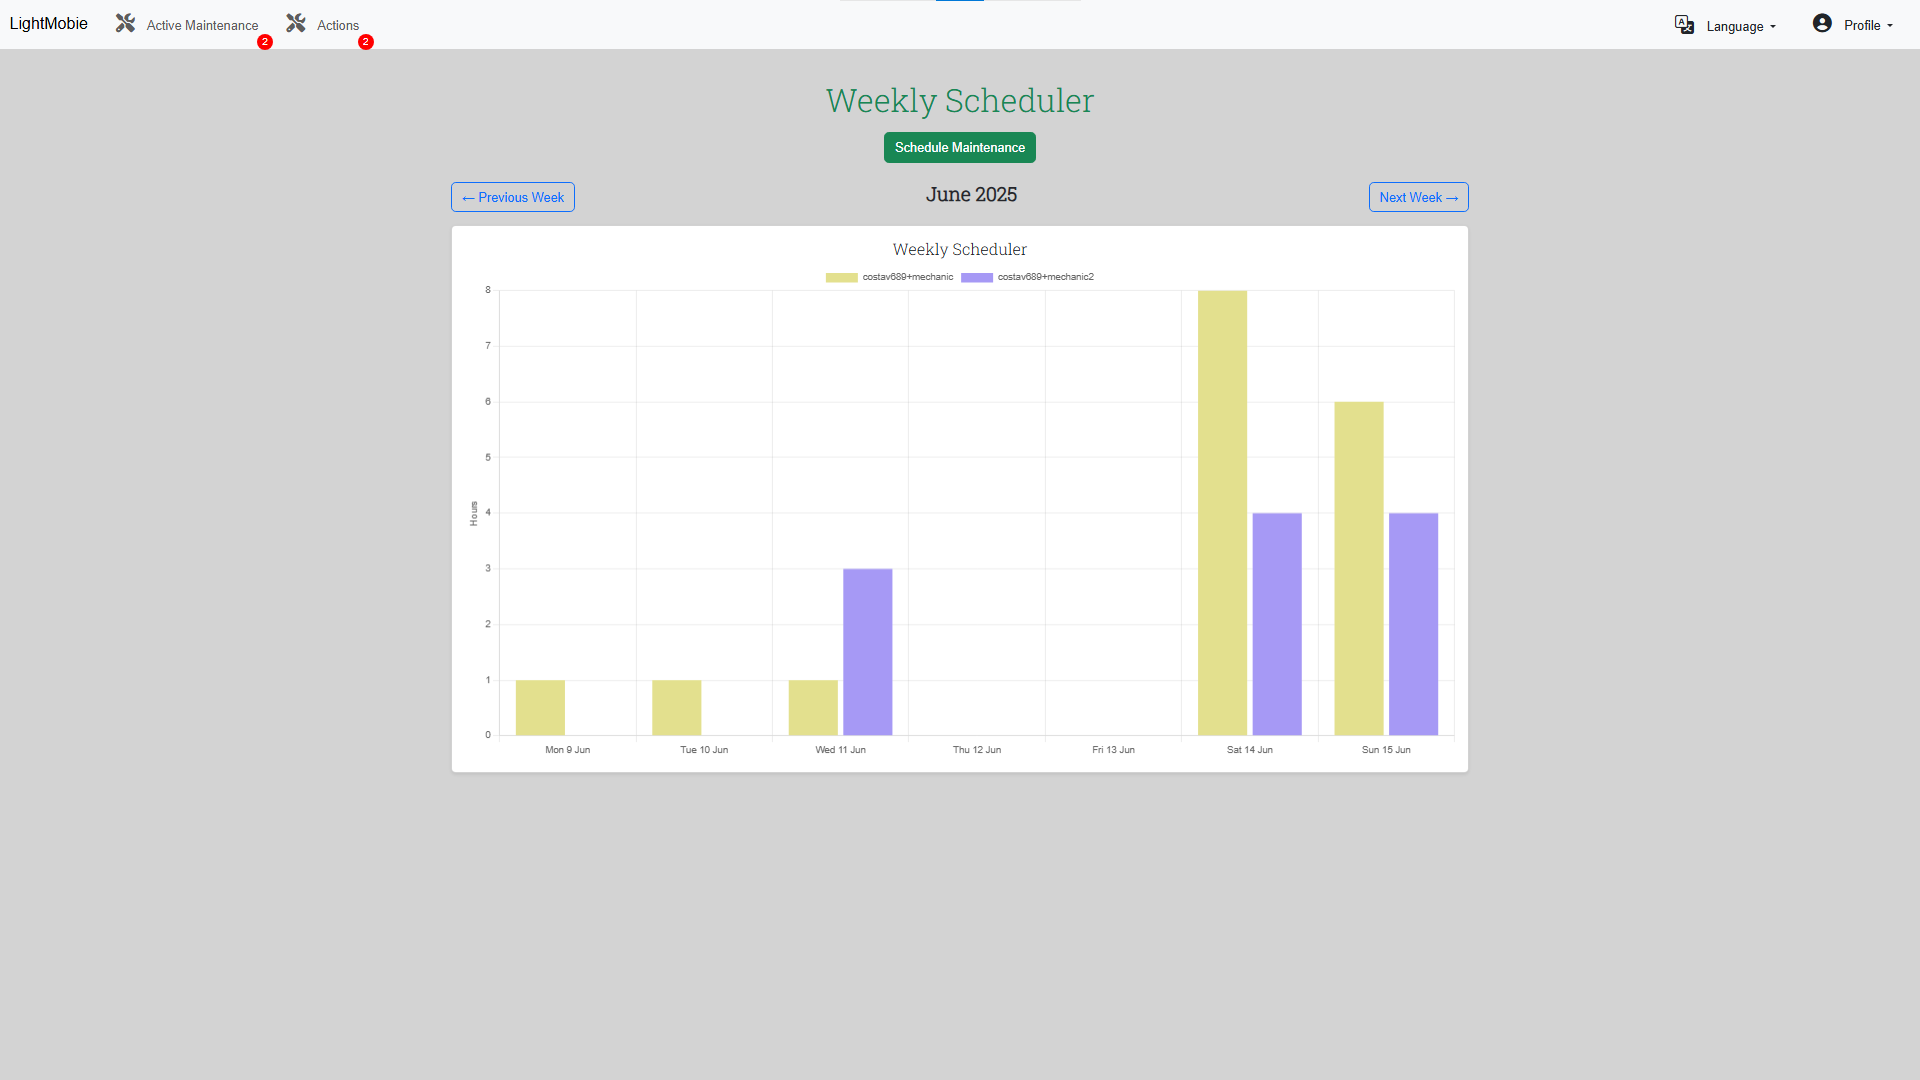 LightMobie
Active Maintenance
2
Actions
2
Language
Profile
Weekly Scheduler
Schedule Maintenance
← Previous Week
June 2025
Next Week →
Weekly Scheduler
costav689+mechanic
costav689+mechanic2
8
7
6
5
4
3
2
1
0
Hours
Mon 9 Jun
Tue 10 Jun
Wed 11 Jun
Thu 12 Jun
Fri 13 Jun
Sat 14 Jun
Sun 15 Jun